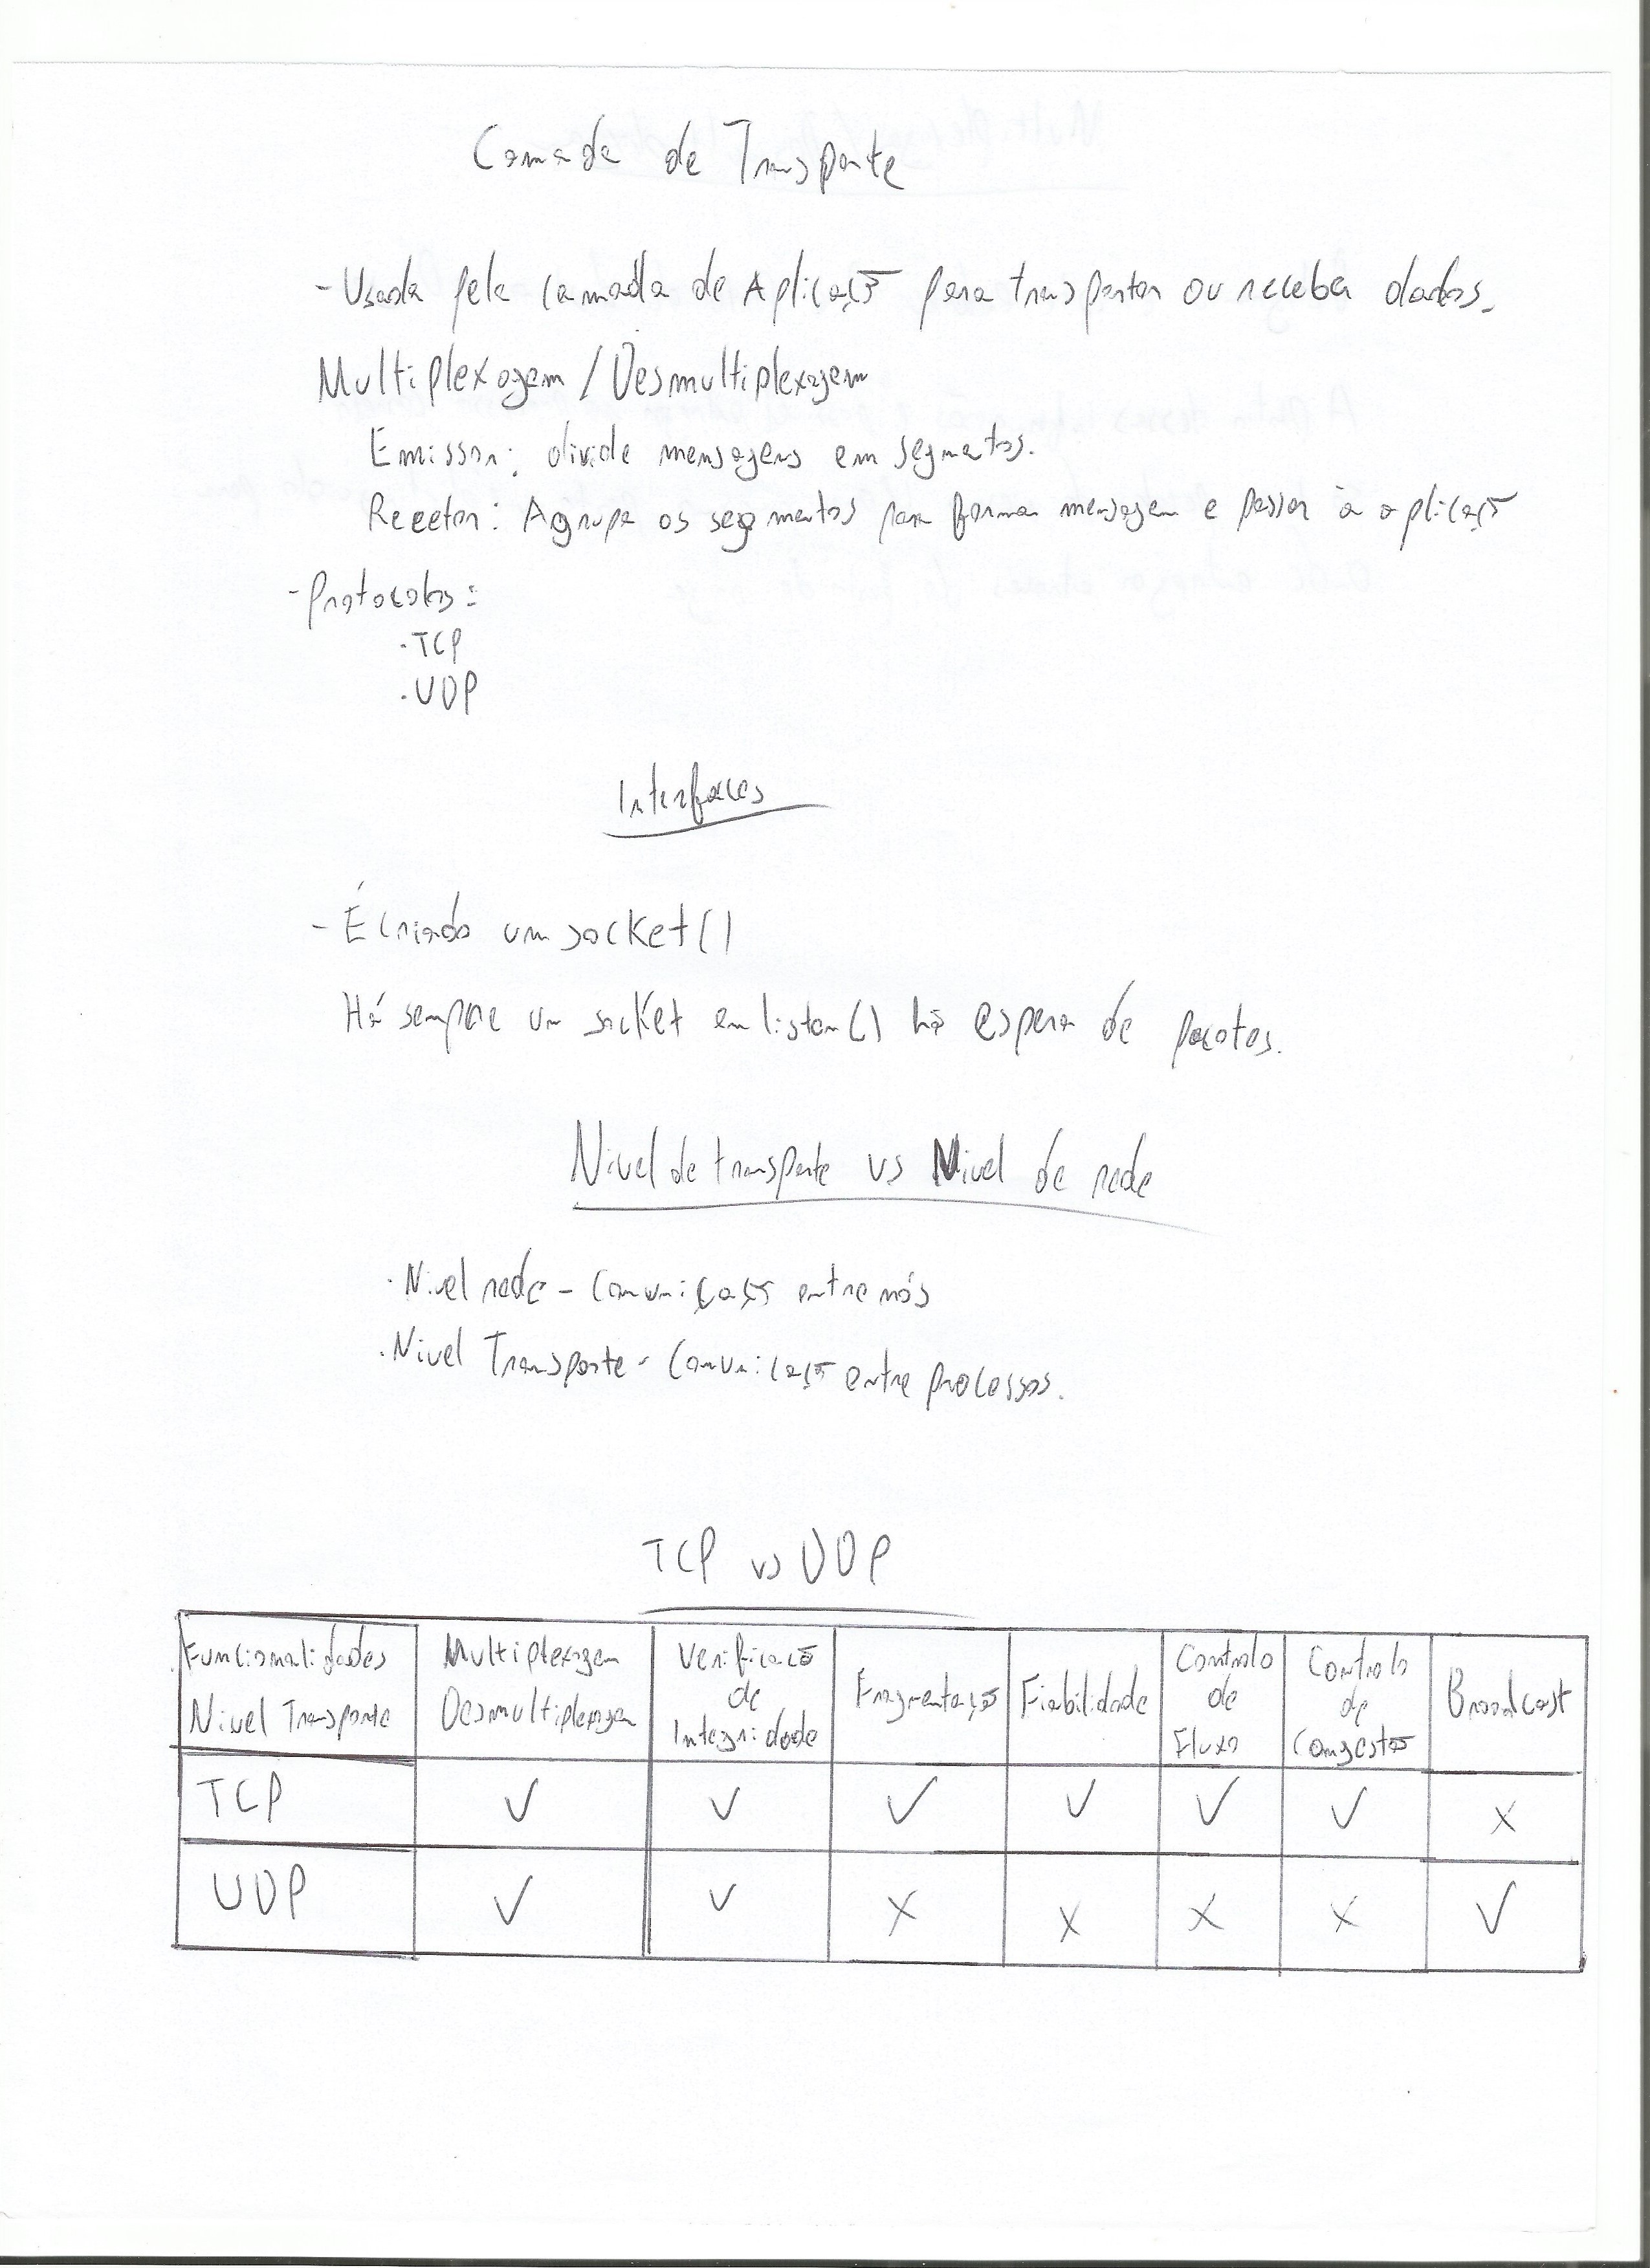 Camada de Transporte
- Usada pela camada de Aplicação para transportar ou receber dados.
Multiplexagem / Desmultiplexagem
Emissor: divide mensagens em segmentos.
Recetor: Agrupa os segmentos para formar mensagem e passar à aplicação
- Protocolos:
. TCP
. UDP
Interfaces
- É criado um socket()
Há sempre um socket em listen() há espera de pacotes.
Nivel de transporte vs Nivel de rede
. Nivel rede - Comunicação entre nós
. Nivel Transporte - Comunicação entre processos.
TCP vs UDP
Funcionalidades Nivel Transporte | Multiplexagem Desmultiplexagem | Verificação de Integridade | Fragmentação | Fiabilidade | Controlo de Fluxo | Controlo de Congestão | Broadcast
TCP ✓ ✓ ✓ ✓ ✓ ✓ x
UDP ✓ ✓ x x x x ✓